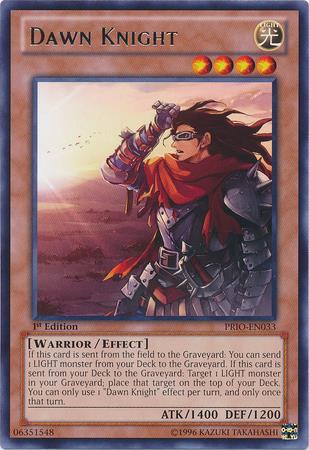 Dawn Knight
LIGHT
光
1st Edition
PRIO-EN033
[Warrior / Effect]
If this card is sent from the field to the Graveyard: You can send
1 LIGHT monster from your Deck to the Graveyard. If this card is
sent from your Deck to the Graveyard: Target 1 LIGHT monster
in your Graveyard; place that target on the top of your Deck.
You can only use 1 "Dawn Knight" effect per turn, and only once
that turn.
ATK/1400 DEF/1200
06351548
©1996 KAZUKI TAKAHASHI